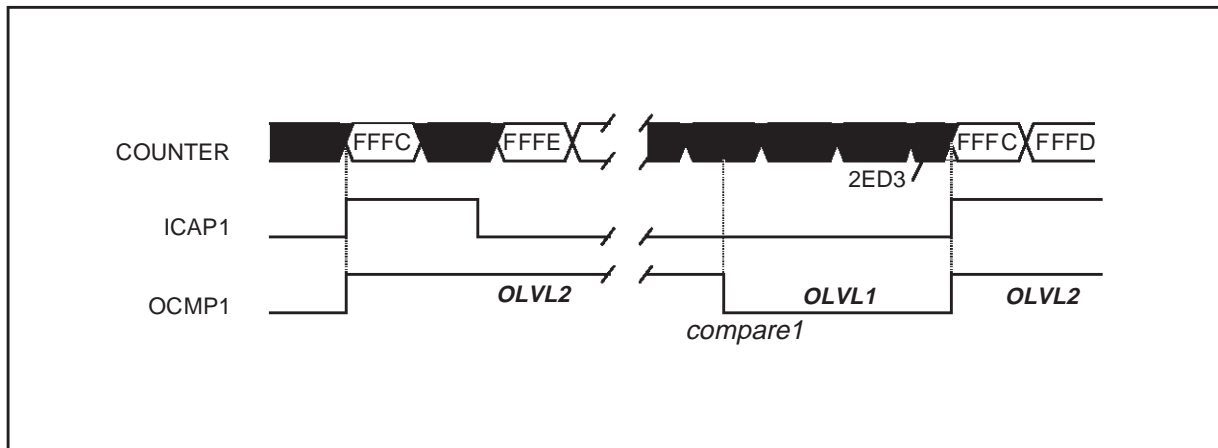 COUNTER FFFC FFFE FFFC FFFD
2ED3
ICAP1
OCMP1 OLVL2 OLVL1 OLVL2
compare1